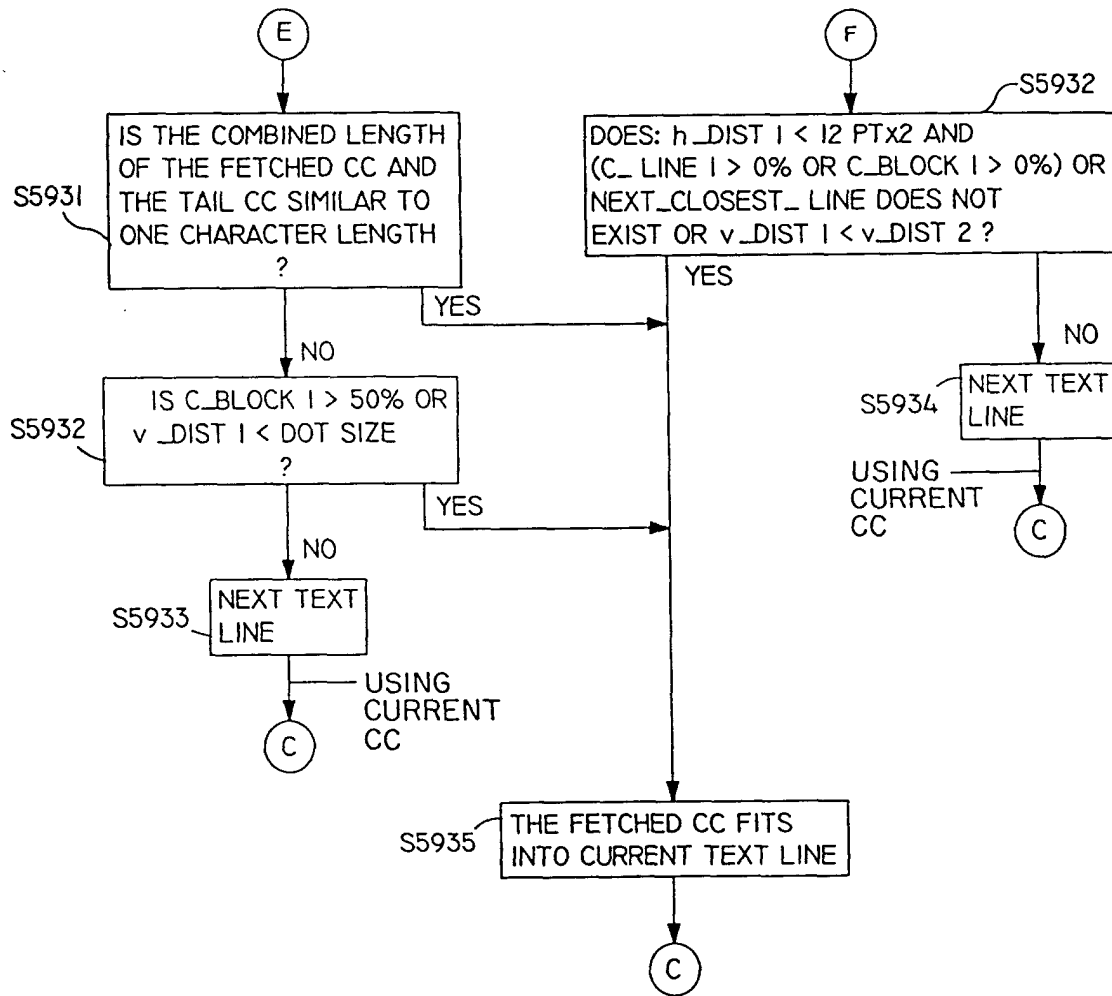 E
S5931
IS THE COMBINED LENGTH
OF THE FETCHED CC AND
THE TAIL CC SIMILAR TO
ONE CHARACTER LENGTH
?
YES
NO
S5932
IS C_BLOCK 1 > 50% OR
v_DIST 1 < DOT SIZE
?
YES
NO
S5933
NEXT TEXT
LINE
USING
CURRENT
CC
C
F
S5932
DOES: h_DIST 1 < 12 PTx2 AND
(C_LINE 1 > 0% OR C_BLOCK 1 > 0%) OR
NEXT_CLOSEST_LINE DOES NOT
EXIST OR v_DIST 1 < v_DIST 2 ?
YES
NO
S5934
NEXT TEXT
LINE
USING
CURRENT
CC
C
S5935
THE FETCHED CC FITS
INTO CURRENT TEXT LINE
C